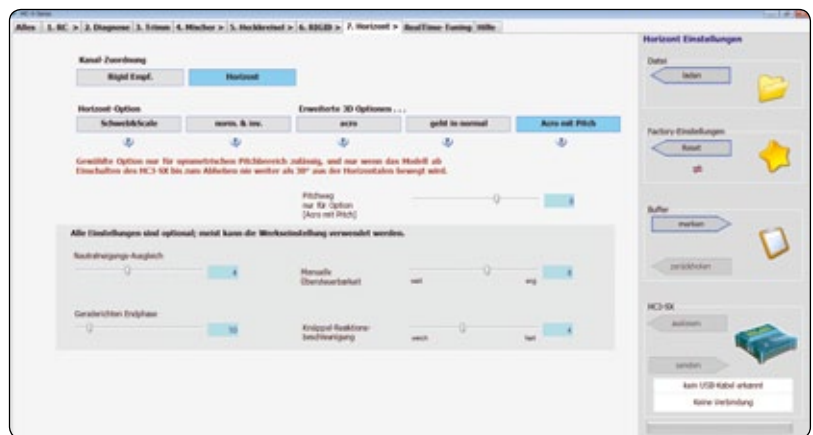 Alles 1. RC > 2. Diagnose 3. Trimm 4. Mischer > 5. Heckkreisel > 6. RIGID > 7. Horizont > RealTime-Tuning Hilfe
Horizont Einstellungen
Kanal-Zuordnung
Rigid Empf. Horizont
Horizont-Option Erweiterte 3D Optionen . . .
Schweb&Scale norm. & inv. acro geht in normal Acro mit Pitch
Gewählte Option nur für symmetrischen Pitchbereich zulässig, und nur wenn das Modell ab
Einschalten des HC3-SX bis zum Abheben nie weiter als 30° aus der Horizontalen bewegt wird.
Pitchweg
nur für Option
[Acro mit Pitch]
Alle Einstellungen sind optional; meist kann die Werkseinstellung verwendet werden.
Neutralneigungs-Ausgleich
4
Manuelle
Übersteuerbarkeit
weit eng
Geraderichten Endphase
10
Knüppel-Reaktions-
beschleunigung
weich hart
4
Datei
laden
Factory-Einstellungen
Reset
Buffer
merken
zurückholen
HC3-SX
auslesen
senden
kein USB-Kabel erkannt
Keine Verbindung